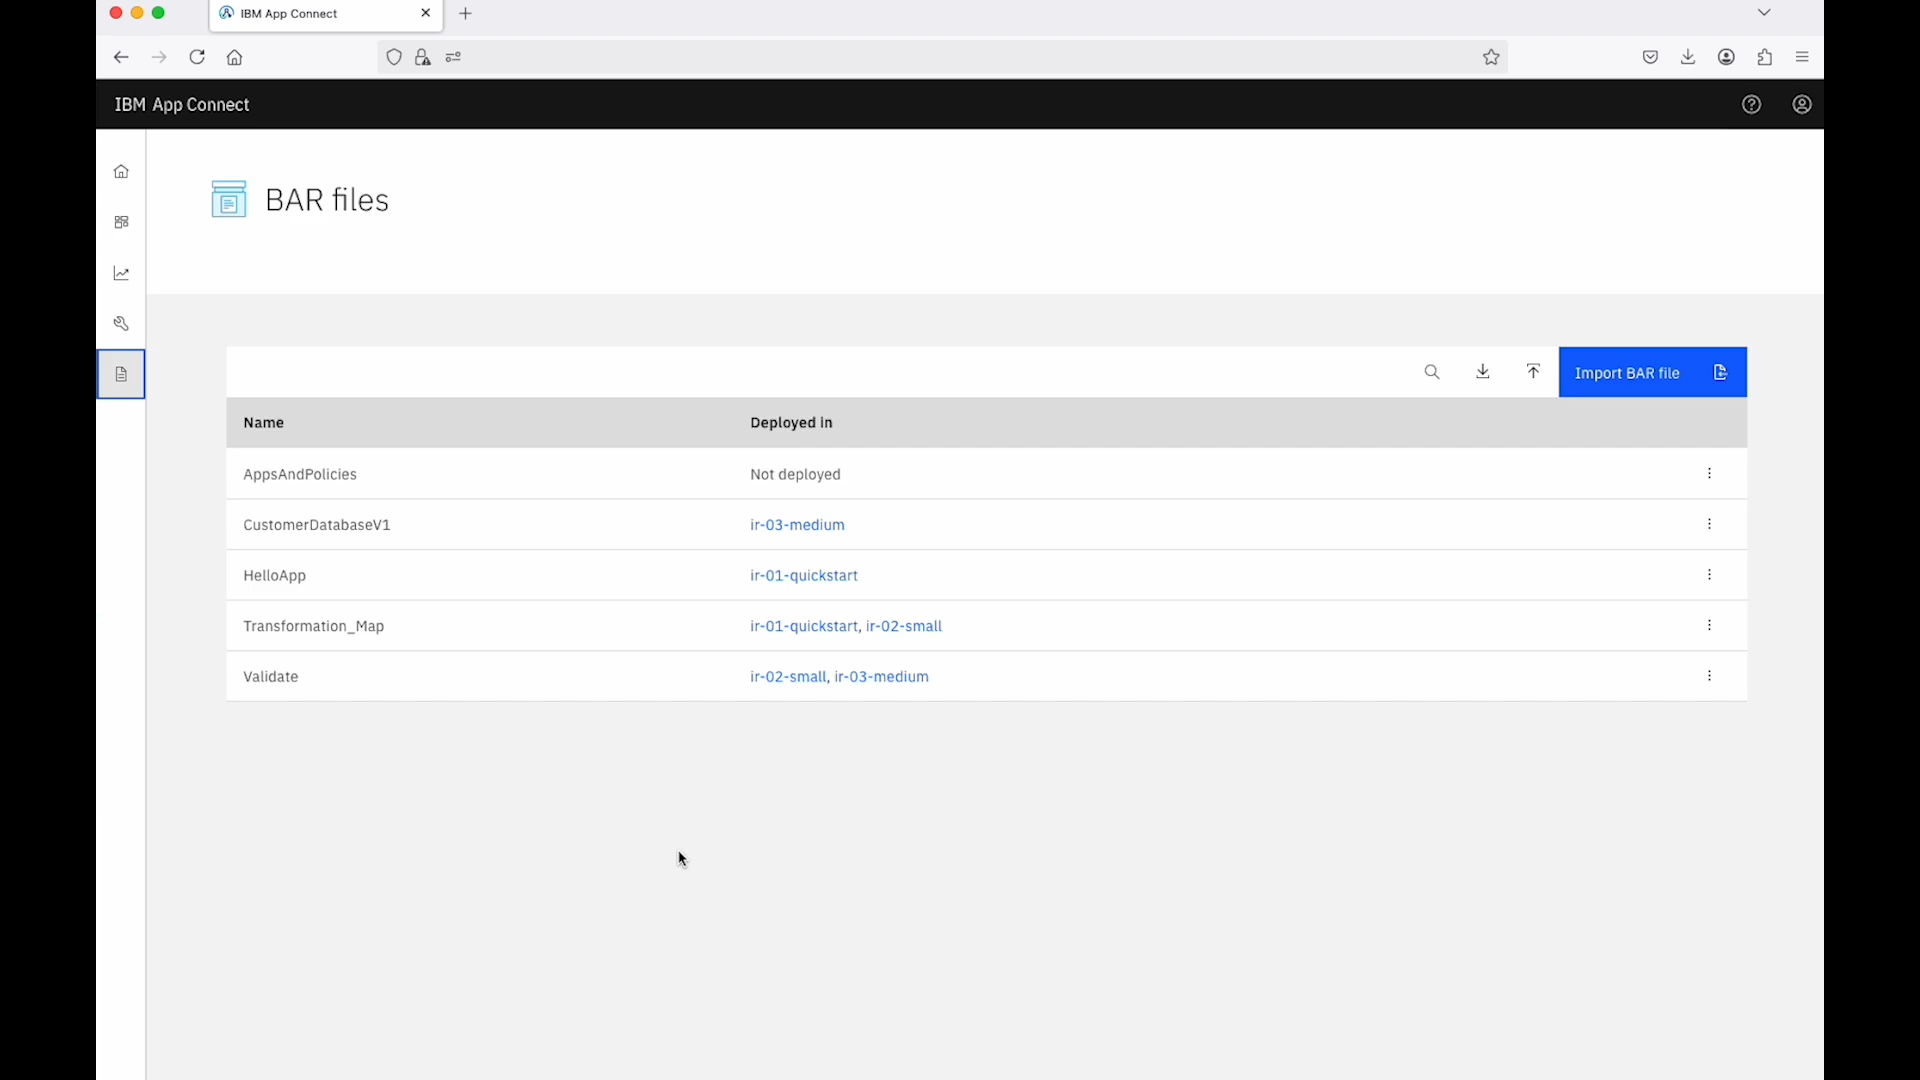 IBM App Connect
IBM App Connect
BAR files
Import BAR file
Name Deployed in
AppsAndPolicies Not deployed
CustomerDatabaseV1 ir-03-medium
HelloApp ir-01-quickstart
Transformation_Map ir-01-quickstart, ir-02-small
Validate ir-02-small, ir-03-medium